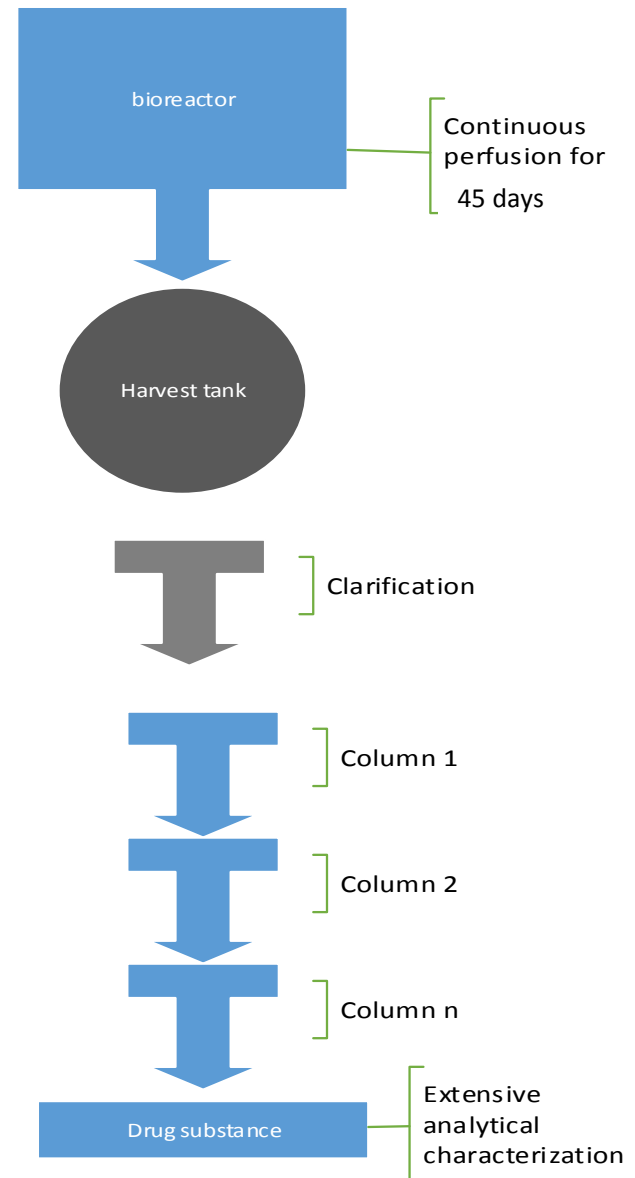 bioreactor
Continuous
perfusion for
45 days
Harvest tank
Clarification
Column 1
Column 2
Column n
Drug substance
Extensive
analytical
characterization